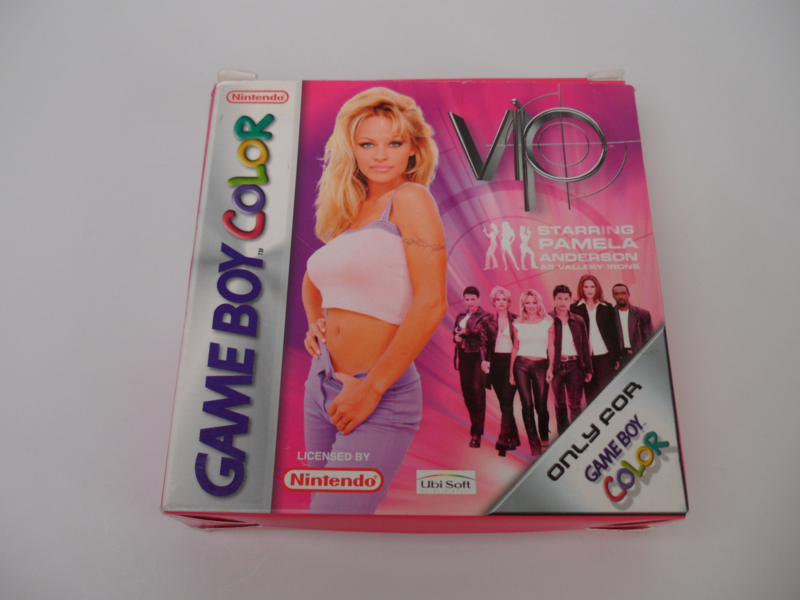 Nintendo
GAME BOY COLOR
TM
VIP
STARRING
PAMELA
ANDERSON
AS VALLERY IRONS
LICENSED BY
Nintendo
Ubi Soft
ONLY FOR
GAME BOY
COLOR